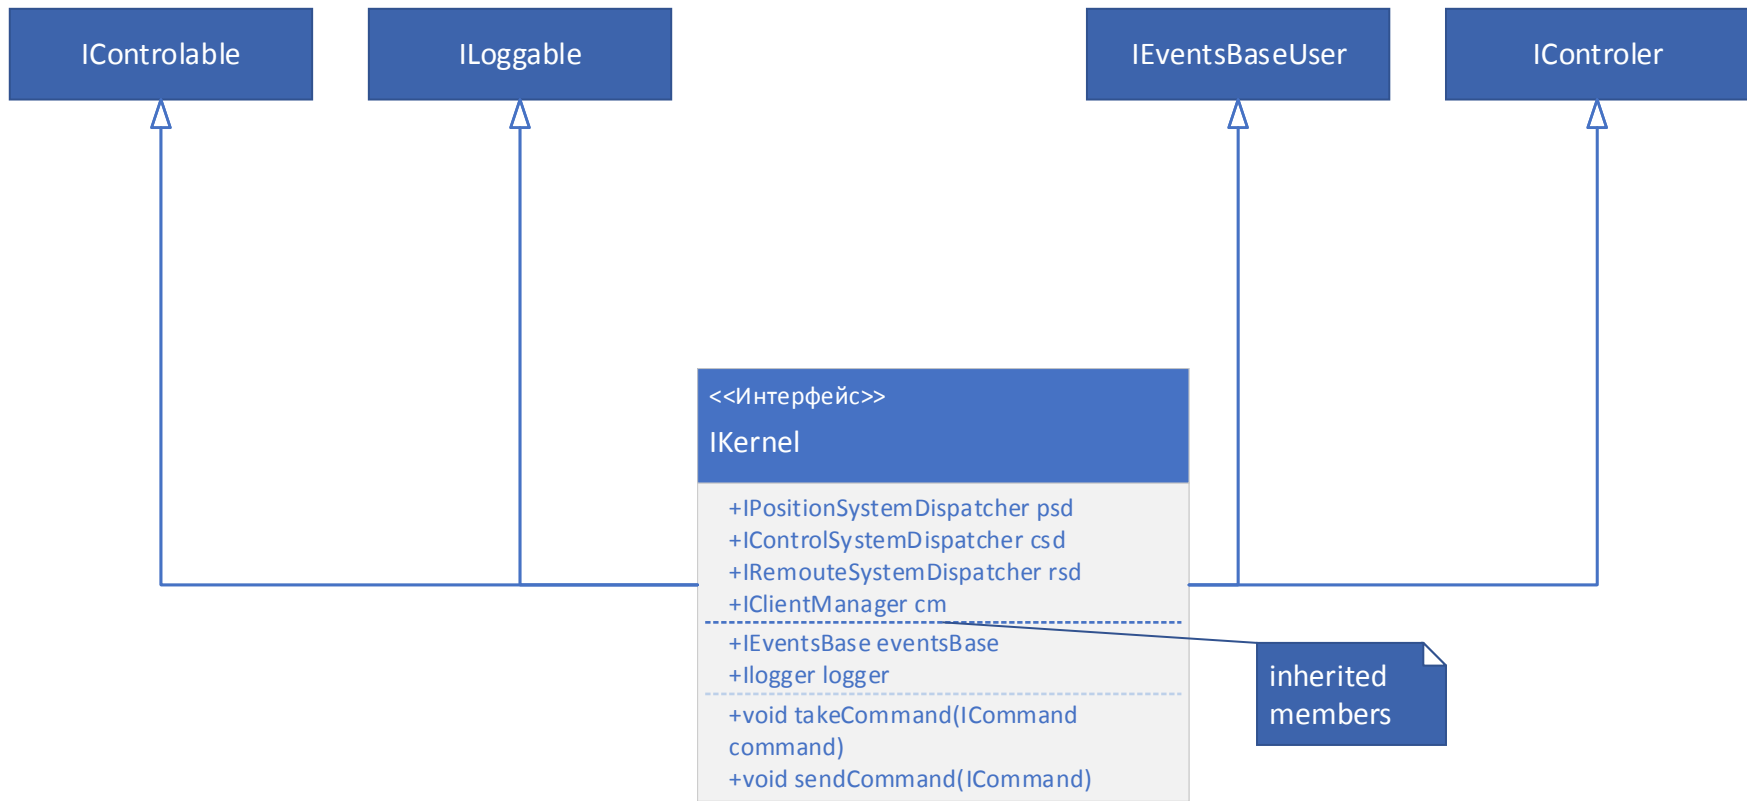 IControlable
ILoggable
IEventsBaseUser
IControler
<<Интерфейс>>
IKernel
+IPositionSystemDispatcher psd
+IControlSystemDispatcher csd
+IRemouteSystemDispatcher rsd
+IClientManager cm
+IEventsBase eventsBase
+Ilogger logger
+void takeCommand(ICommand
command)
+void sendCommand(ICommand)
inherited
members